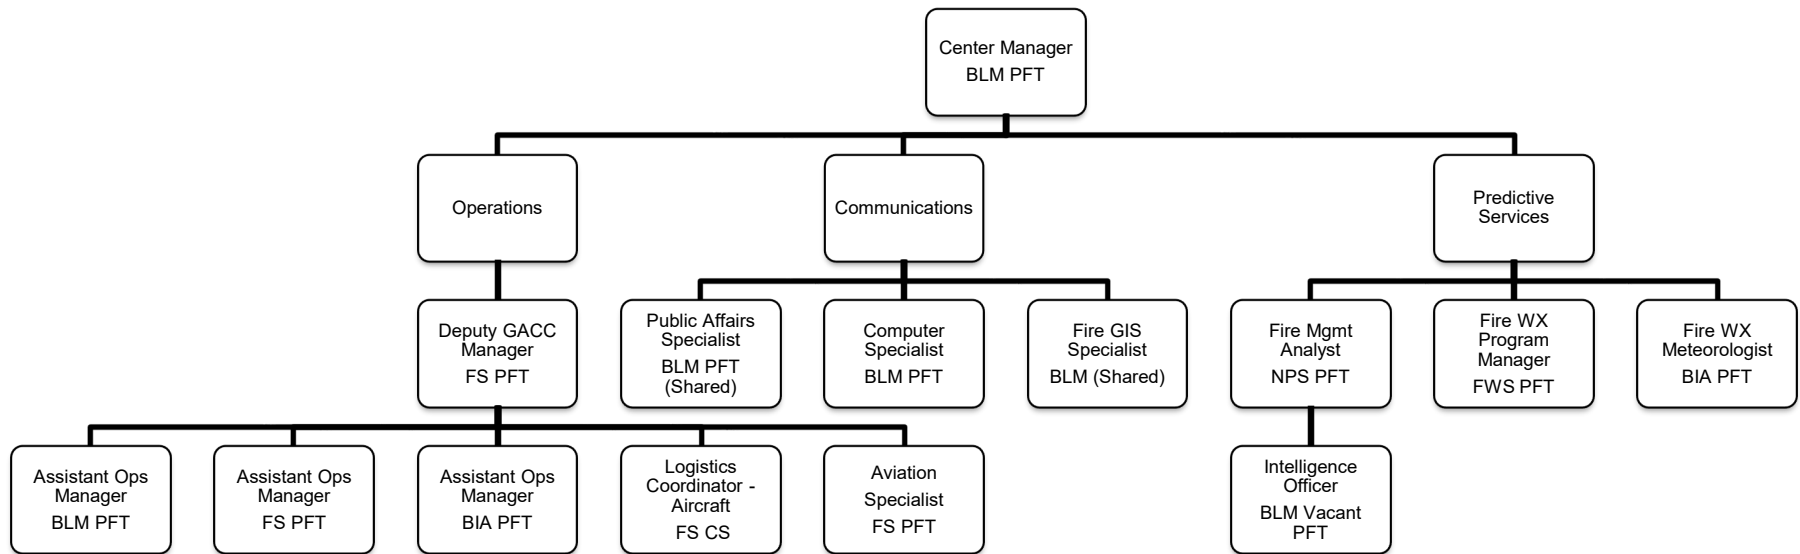 Center Manager
BLM PFT
Operations
Communications
Predictive
Services
Deputy GACC
Manager
FS PFT
Public Affairs
Specialist
BLM PFT
(Shared)
Computer
Specialist
BLM PFT
Fire GIS
Specialist
BLM (Shared)
Fire Mgmt
Analyst
NPS PFT
Fire WX
Program
Manager
FWS PFT
Fire WX
Meteorologist
BIA PFT
Assistant Ops
Manager
BLM PFT
Assistant Ops
Manager
FS PFT
Assistant Ops
Manager
BIA PFT
Logistics
Coordinator -
Aircraft
FS CS
Aviation
Specialist
FS PFT
Intelligence
Officer
BLM Vacant
PFT